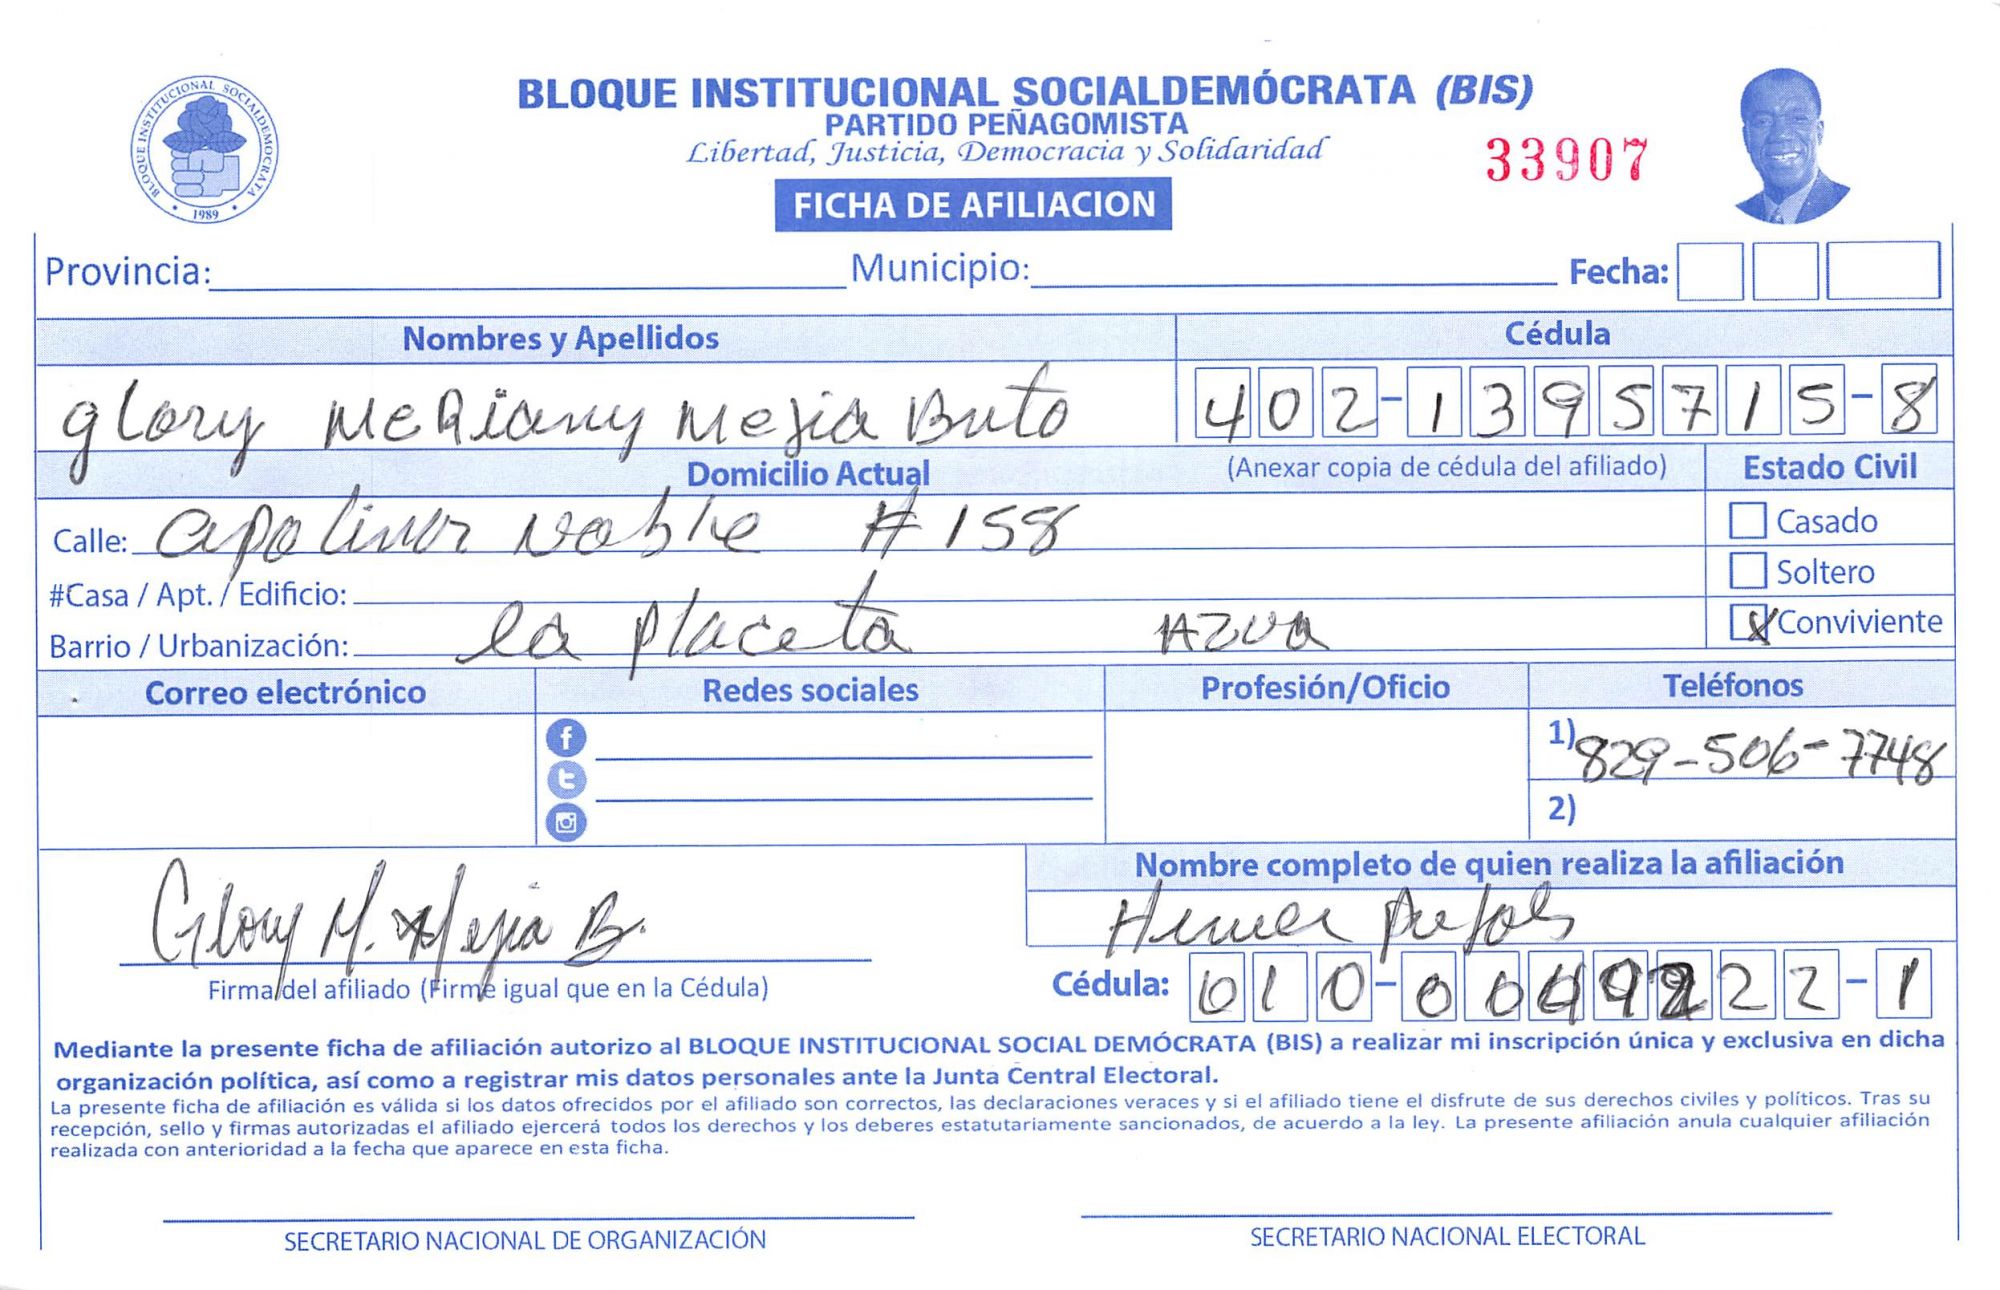 BLOQUE INSTITUCIONAL SOCIALDEMOCRATA
1989
BLOQUE INSTITUCIONAL SOCIALDEMÓCRATA (BIS)
PARTIDO PEÑAGOMISTA
Libertad, Justicia, Democracia y Solidaridad
33907
FICHA DE AFILIACION
Provincia: Municipio: Fecha:
Nombres y Apellidos Cédula
glory Meriany Mejia Brito 402-1395715-8
Domicilio Actual (Anexar copia de cédula del afiliado) Estado Civil
Calle: apolinar noble #158 Casado
#Casa / Apt. / Edificio: Soltero
Barrio / Urbanización: la placeta AZUA X Conviviente
Correo electrónico Redes sociales Profesión/Oficio Teléfonos
1) 829-506-7748
2)
Nombre completo de quien realiza la afiliación
Glory M. Mejia B. Pujols
Firma del afiliado (Firme igual que en la Cédula) Cédula: 010-0049222-1
Mediante la presente ficha de afiliación autorizo al BLOQUE INSTITUCIONAL SOCIAL DEMÓCRATA (BIS) a realizar mi inscripción única y exclusiva en dicha
organización política, así como a registrar mis datos personales ante la Junta Central Electoral.
La presente ficha de afiliación es válida si los datos ofrecidos por el afiliado son correctos, las declaraciones veraces y si el afiliado tiene el disfrute de sus derechos civiles y políticos. Tras su
recepción, sello y firmas autorizadas el afiliado ejercerá todos los derechos y los deberes estatutariamente sancionados, de acuerdo a la ley. La presente afiliación anula cualquier afiliación
realizada con anterioridad a la fecha que aparece en esta ficha.
SECRETARIO NACIONAL DE ORGANIZACIÓN SECRETARIO NACIONAL ELECTORAL